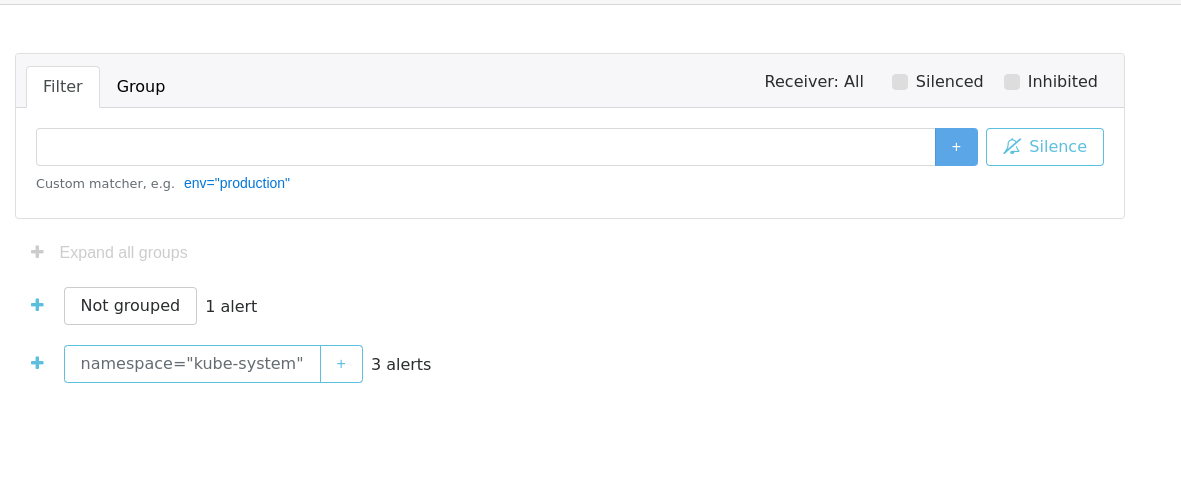 Filter Group Receiver: All Silenced Inhibited
+ Silence
Custom matcher, e.g. env="production"
+ Expand all groups
+ Not grouped 1 alert
+ namespace="kube-system" + 3 alerts